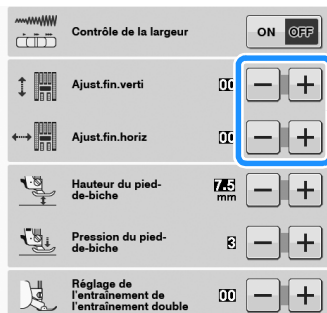 Contrôle de la largeur ON OFF
Ajust.fin.verti 00 − +
Ajust.fin.horiz 00 − +
Hauteur du pied- 7.5
de-biche mm − +
Pression du pied-
de-biche 3 − +
Réglage de
l'entraînement de 00 − +
l'entraînement double